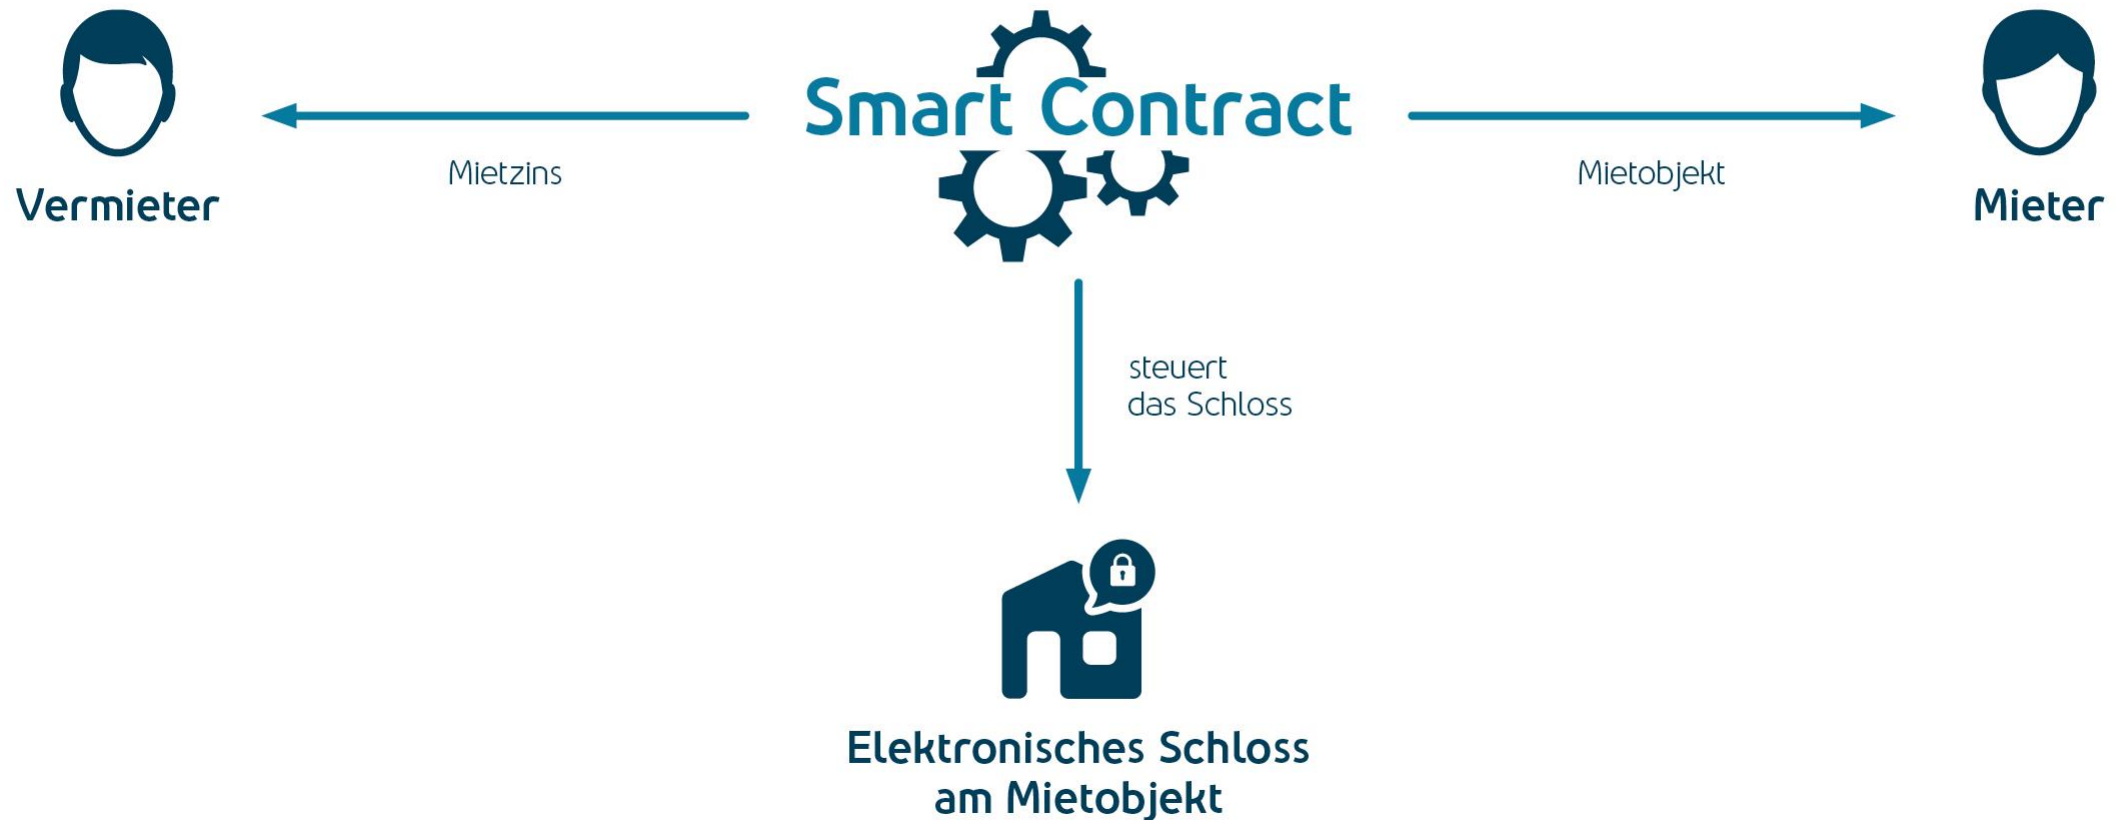 Smart Contract
Mietzins
Mietobjekt
Vermieter
Mieter
steuert
das Schloss
Elektronisches Schloss
am Mietobjekt